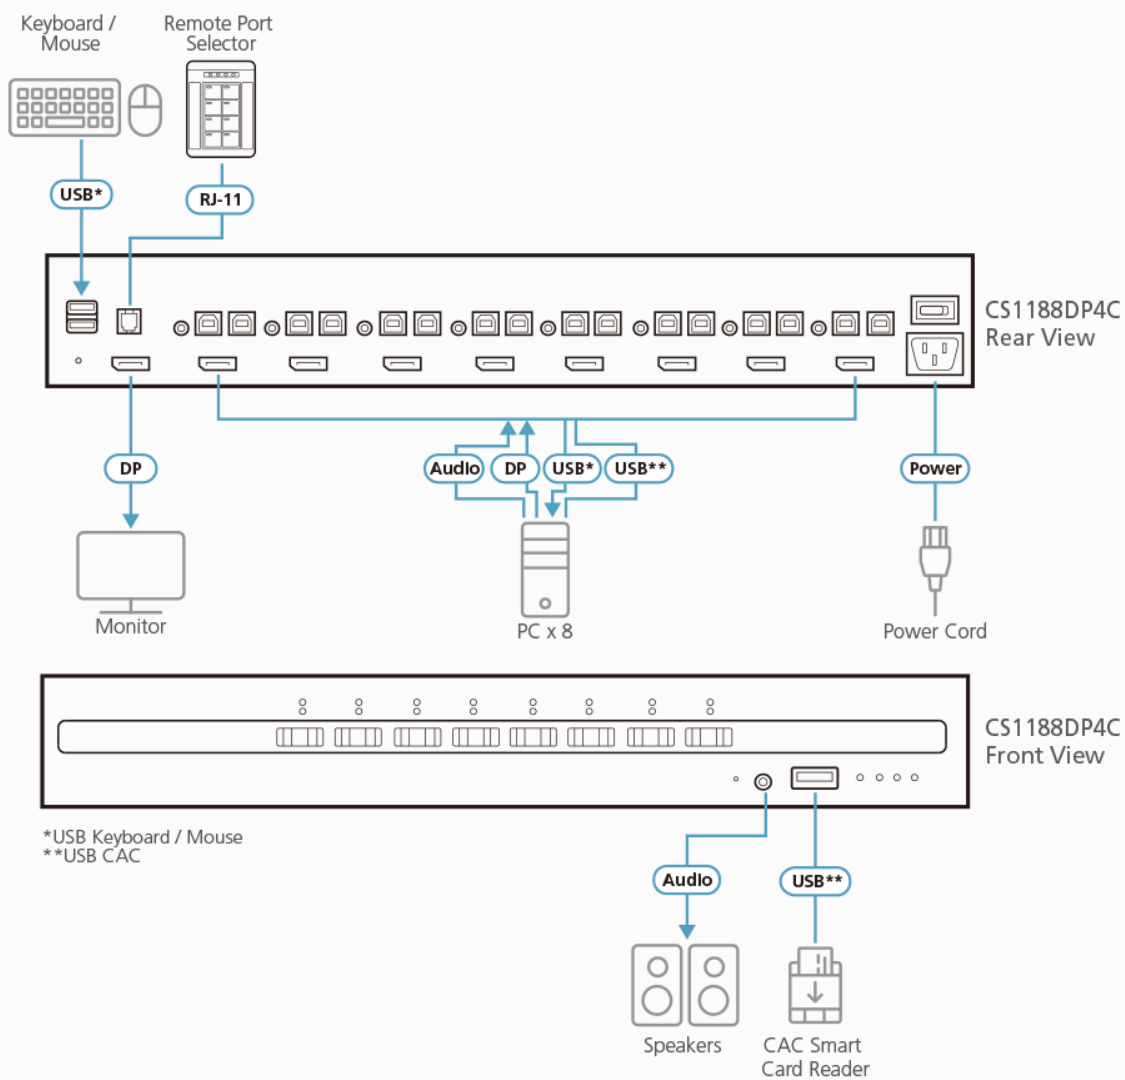 Keyboard /
Mouse
Remote Port
Selector
USB*
RJ-11
CS1188DP4C
Rear View
DP
Audio
DP
USB*
USB**
Power
Monitor
PC x 8
Power Cord
CS1188DP4C
Front View
*USB Keyboard / Mouse
**USB CAC
Audio
USB**
Speakers
CAC Smart
Card Reader